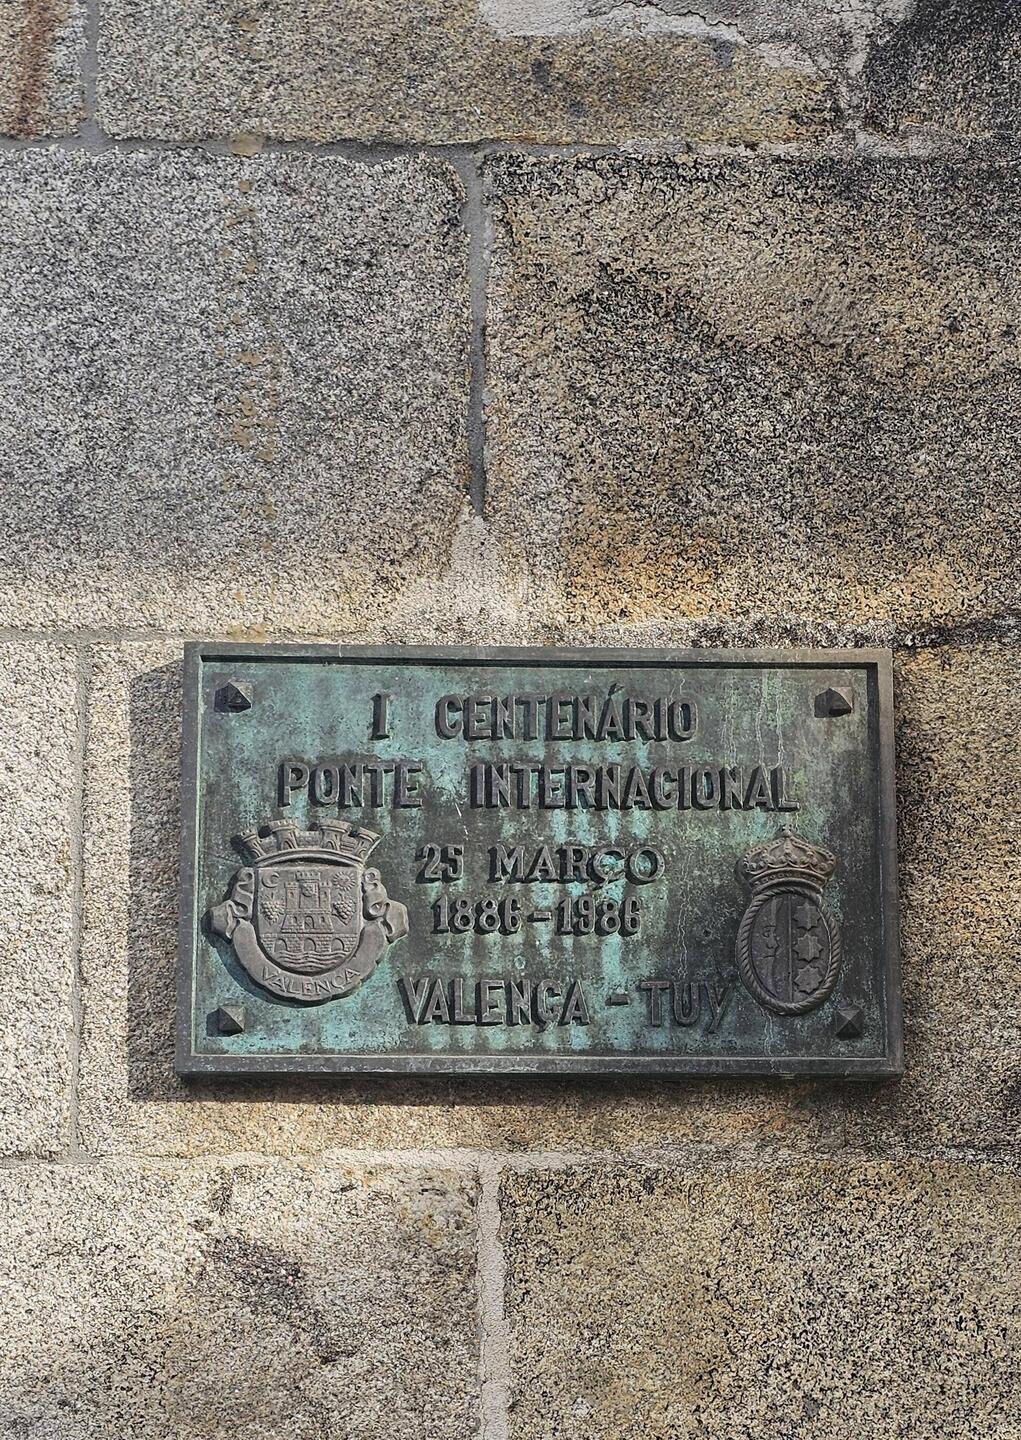 I CENTENÁRIO
PONTE INTERNACIONAL
25 MARÇO
1886-1986
VALENÇA - TUY
VALENÇA